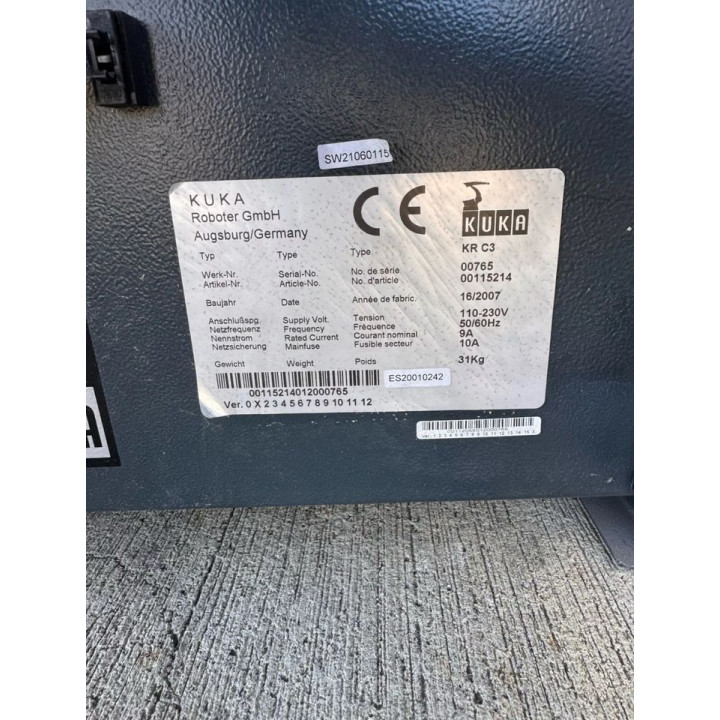 SW21060115
KUKA
Roboter GmbH
Augsburg/Germany
CE
KUKA
Typ Type Type KR C3
Werk-Nr. Serial-No. No. de série 00765
Artikel-Nr. Article-No. No. d'article 00115214
Baujahr Date Année de fabric. 16/2007
Anschlußspg. Supply Volt. Tension 110-230V
Netzfrequenz Frequency Fréquence 50/60Hz
Nennstrom Rated Current Courant nominal 9A
Netzsicherung Mainfuse Fusible secteur 10A
Gewicht Weight Poids 31Kg
ES20010242
00115214012000765
Ver. 0 X 2 3 4 5 6 7 8 9 10 11 12